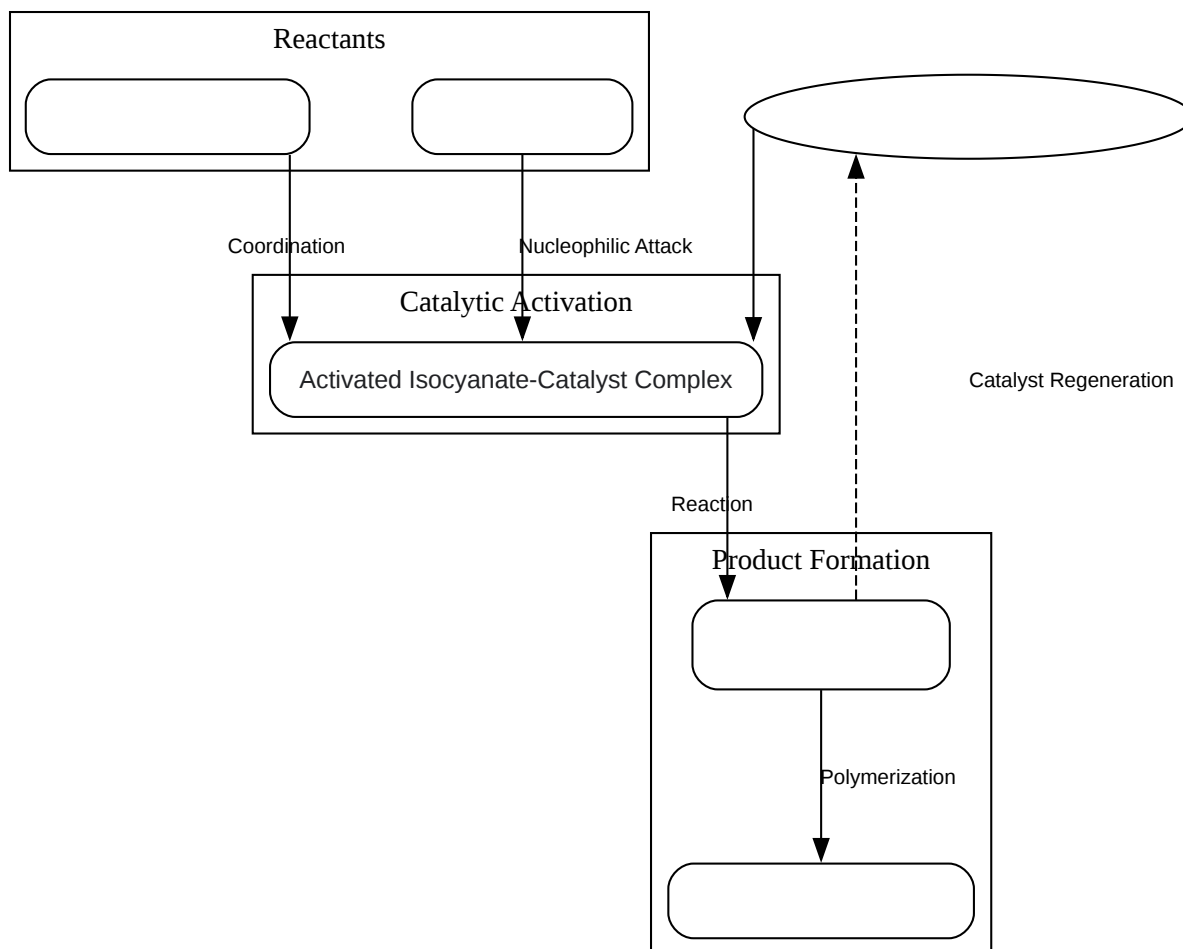 Reactants
Coordination
Nucleophilic Attack
Catalytic Activation
Activated Isocyanate-Catalyst Complex
Catalyst Regeneration
Reaction
Product Formation
Polymerization